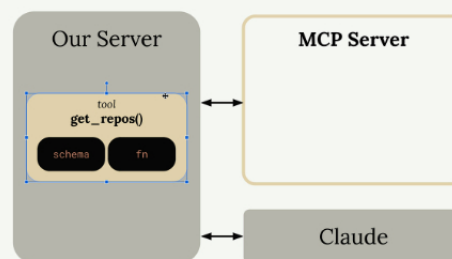 Our Server
MCP Server
tool
get_repos()
schema fn
Claude